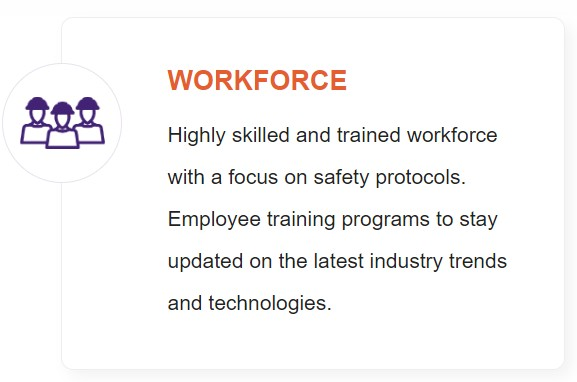 WORKFORCE
Highly skilled and trained workforce
with a focus on safety protocols.
Employee training programs to stay
updated on the latest industry trends
and technologies.